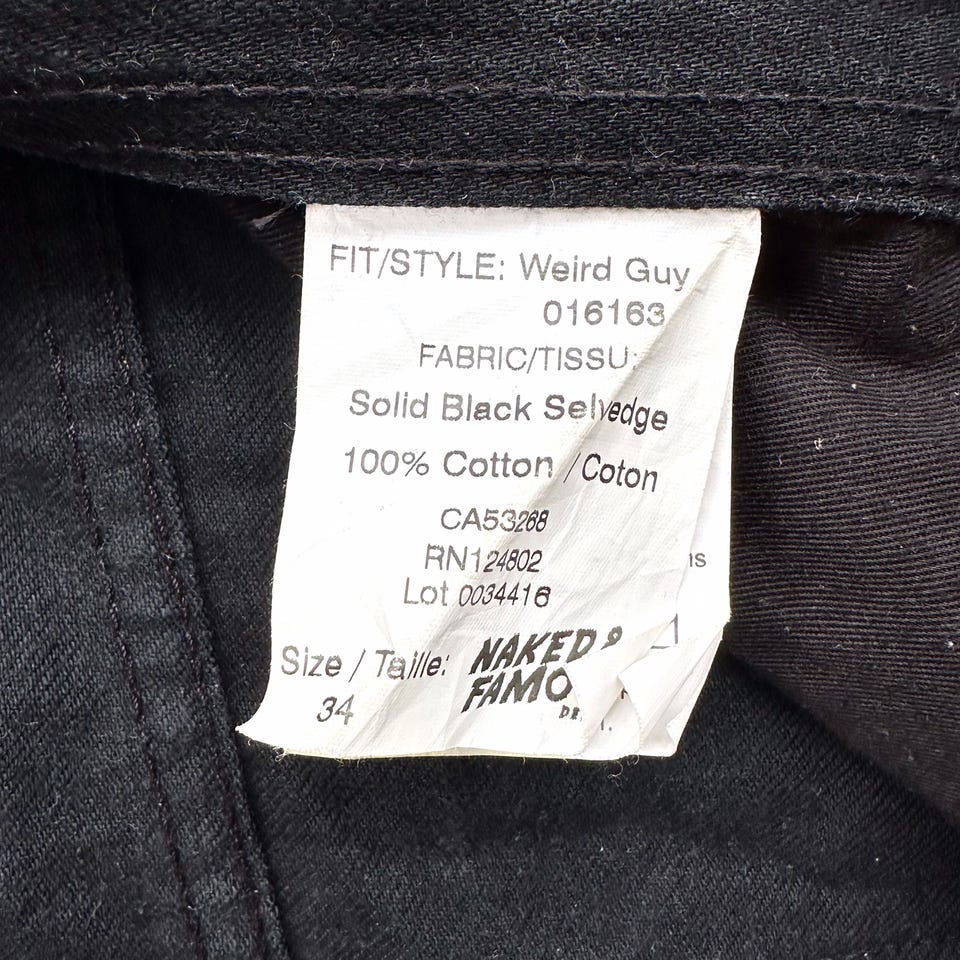 FIT/STYLE: Weird Guy
016163
FABRIC/TISSU:
Solid Black Selvedge
100% Cotton / Coton
CA53268
RN124802
Lot 0034416
Size / Taille:
34
NAKED &
FAMO